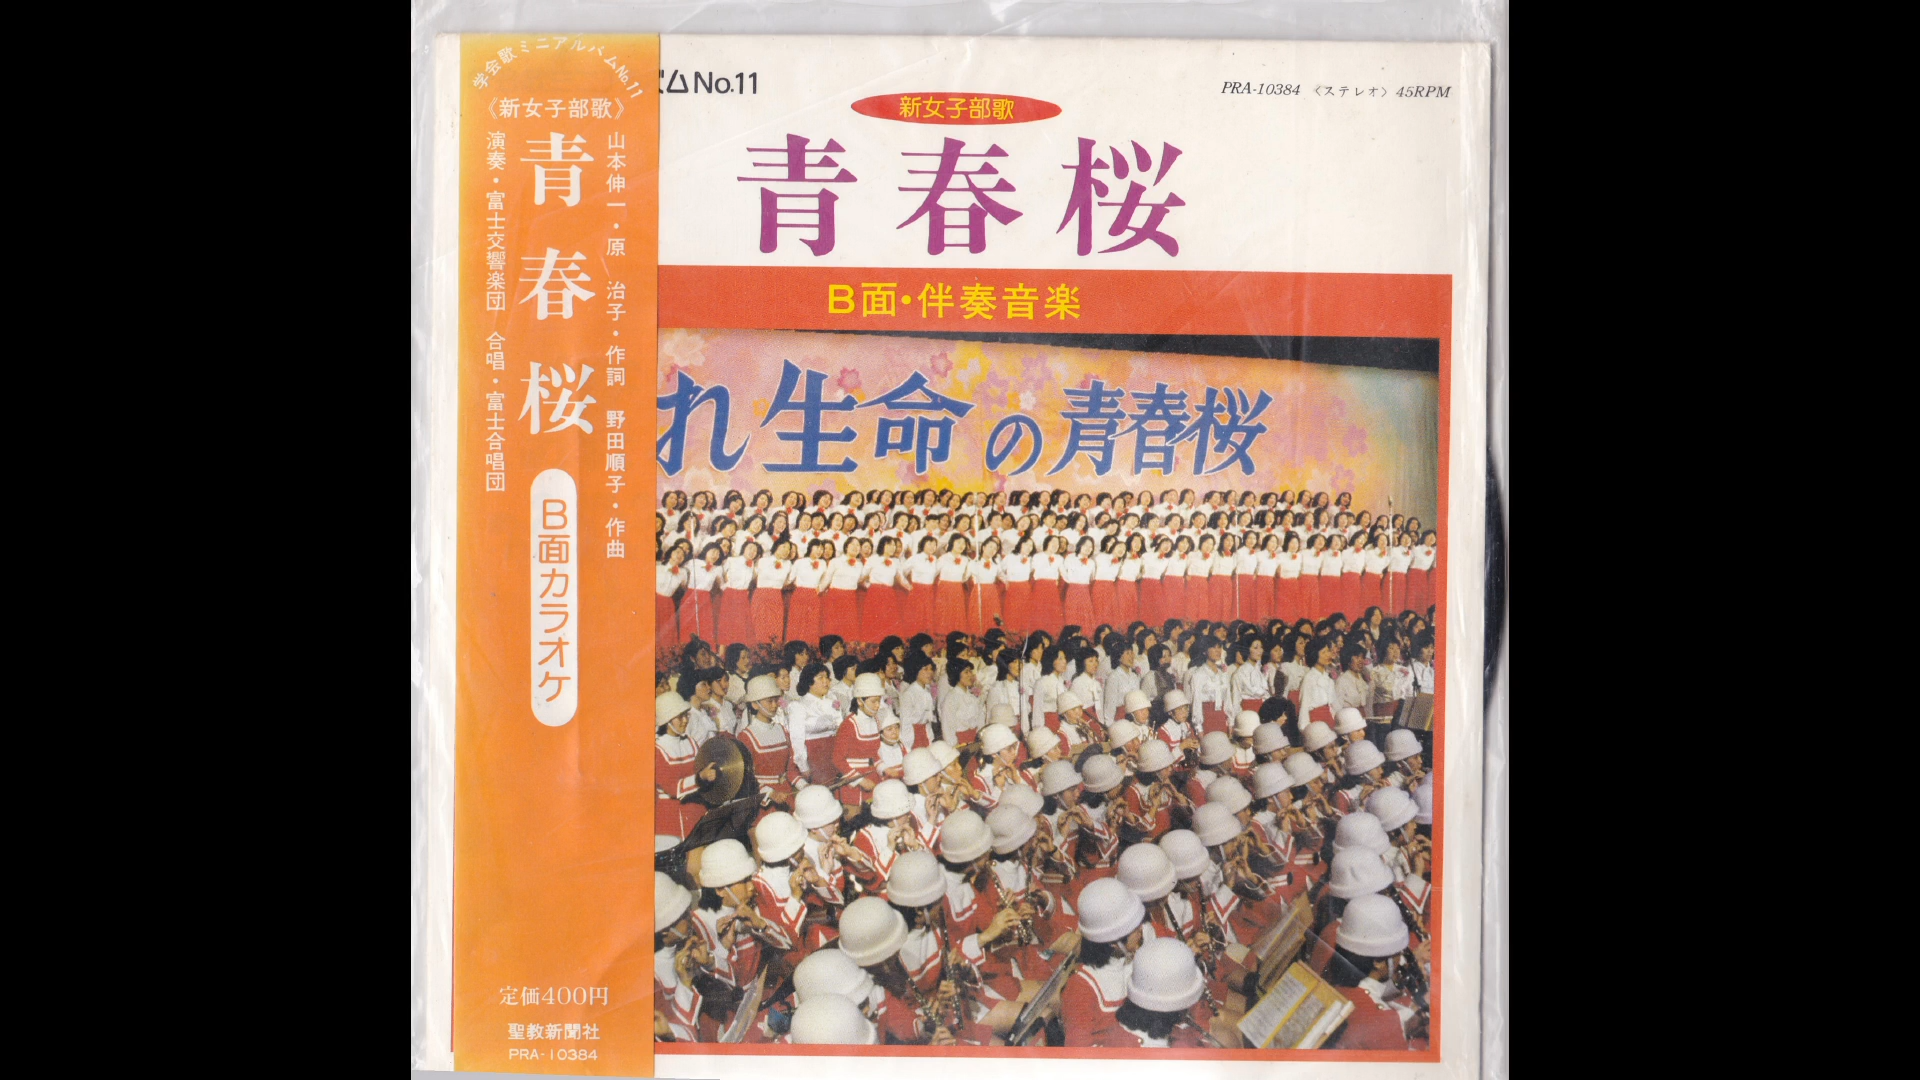 学会歌ミニアルバムNo.11
《新女子部歌》
山本伸一・原 治子・作詞 野田順子・作曲
青春桜
演奏・富士交響楽団 合唱・富士合唱団
B面カラオケ
定価400円
聖教新聞社
PRA-10384
バムNo.11
PRA-10384 〈ステレオ〉 45RPM
新女子部歌
青春桜
B面・伴奏音楽
れ生命の青春桜